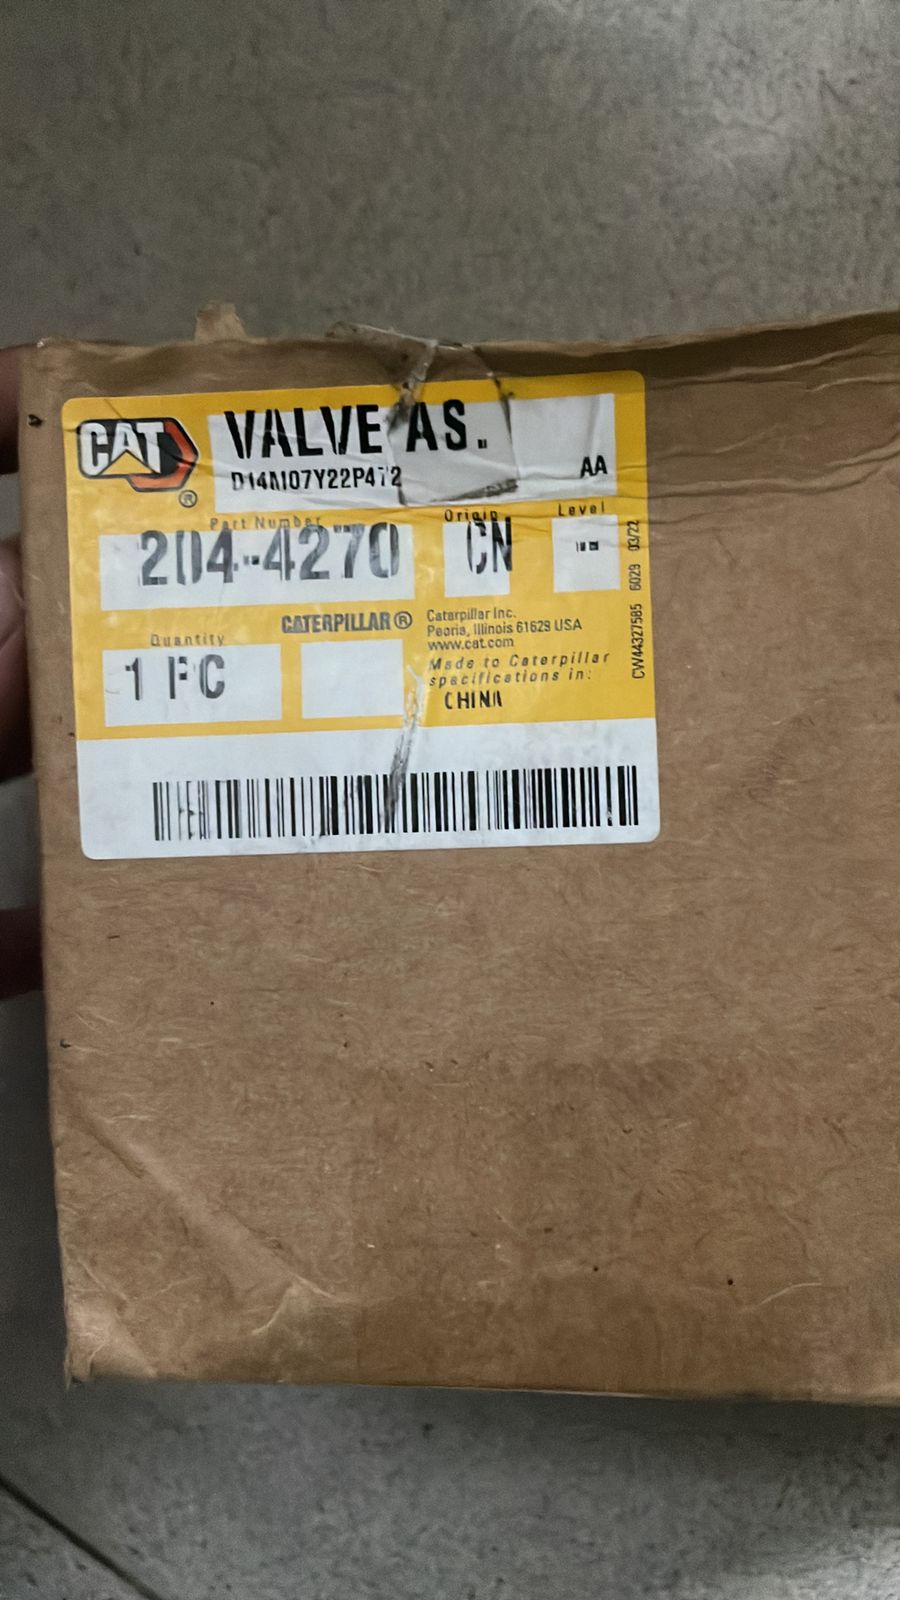 CAT
VALVE AS.
D14M07Y22P472
AA
®
Part Number
Origin
Level
204-4270
CN
--
Quantity
CATERPILLAR®
1 PC
Caterpillar Inc.
Peoria, Illinois 61629 USA
www.cat.com
Made to Caterpillar
specifications in:
CHINA
CW44327585 6029 03/22